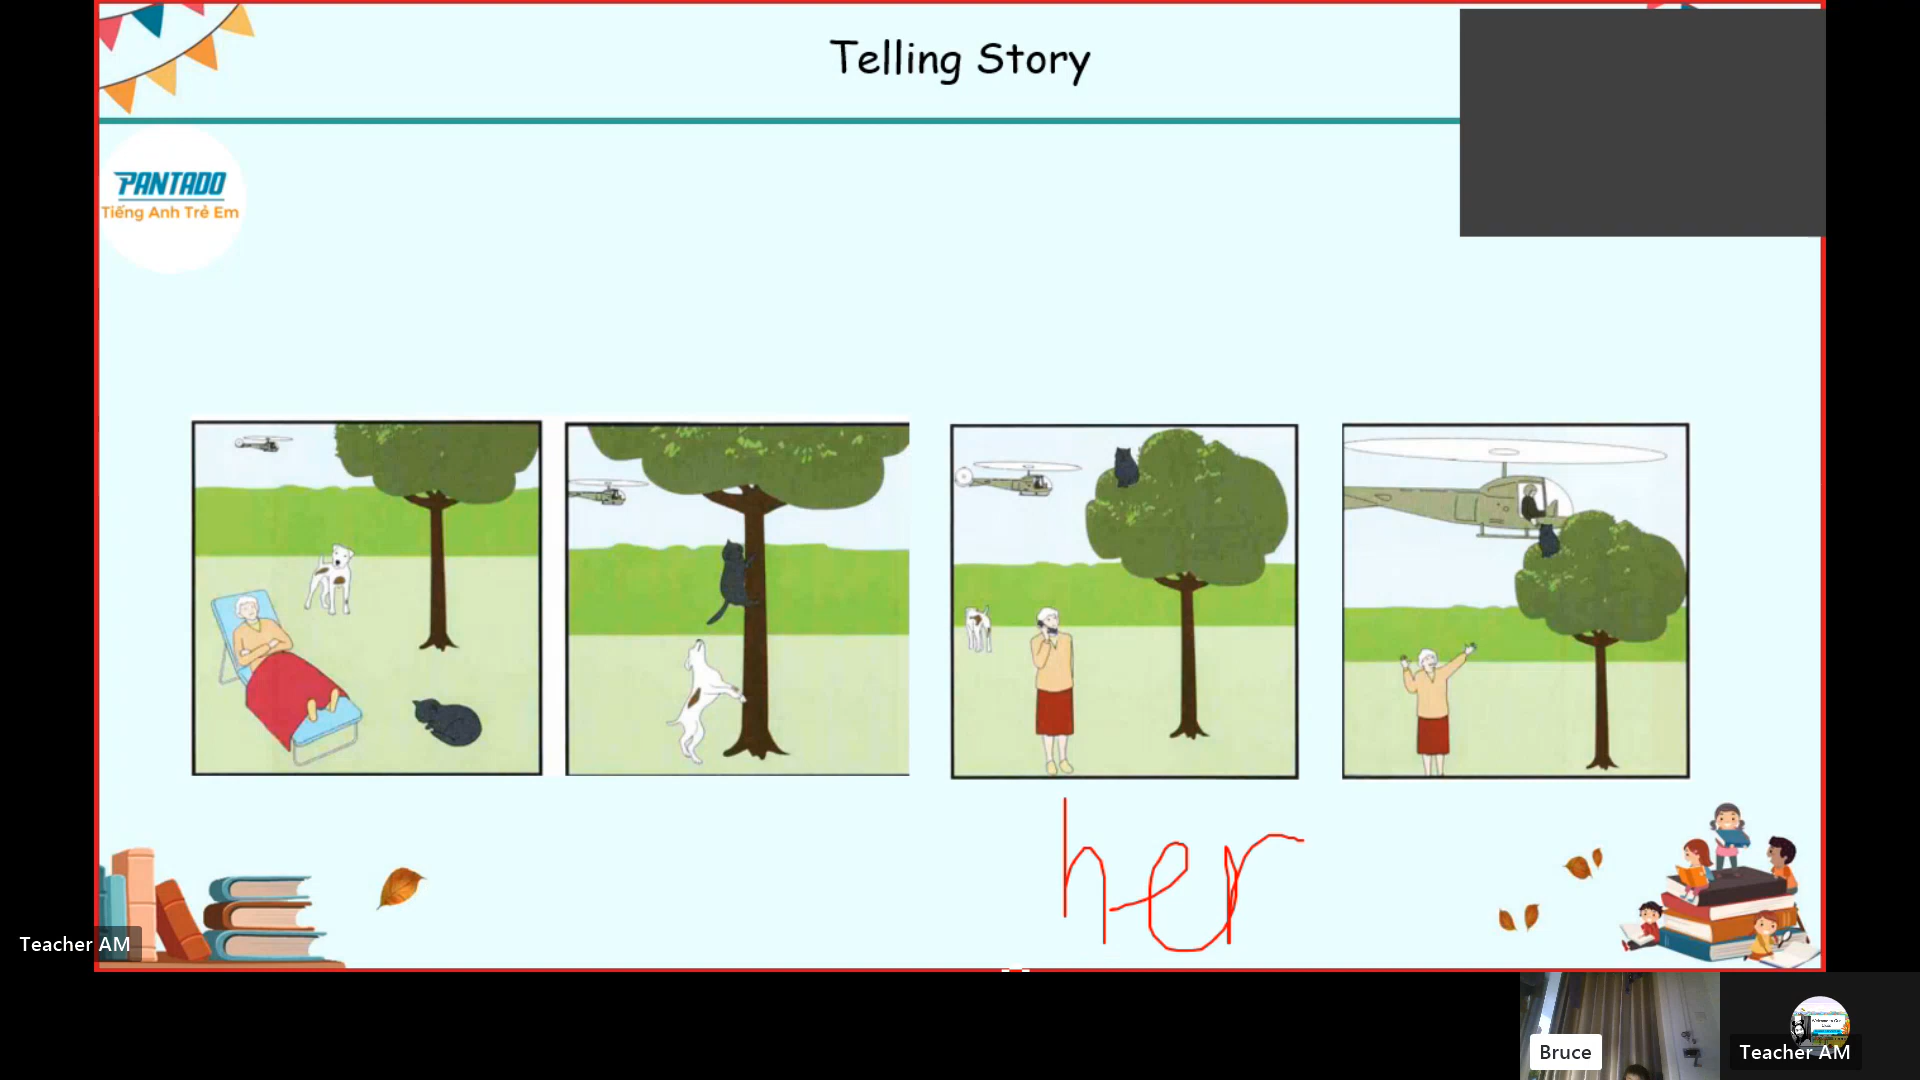 Telling Story
PANTADO
Tiếng Anh Trẻ Em
her
Teacher AM
Bruce
Teacher AM